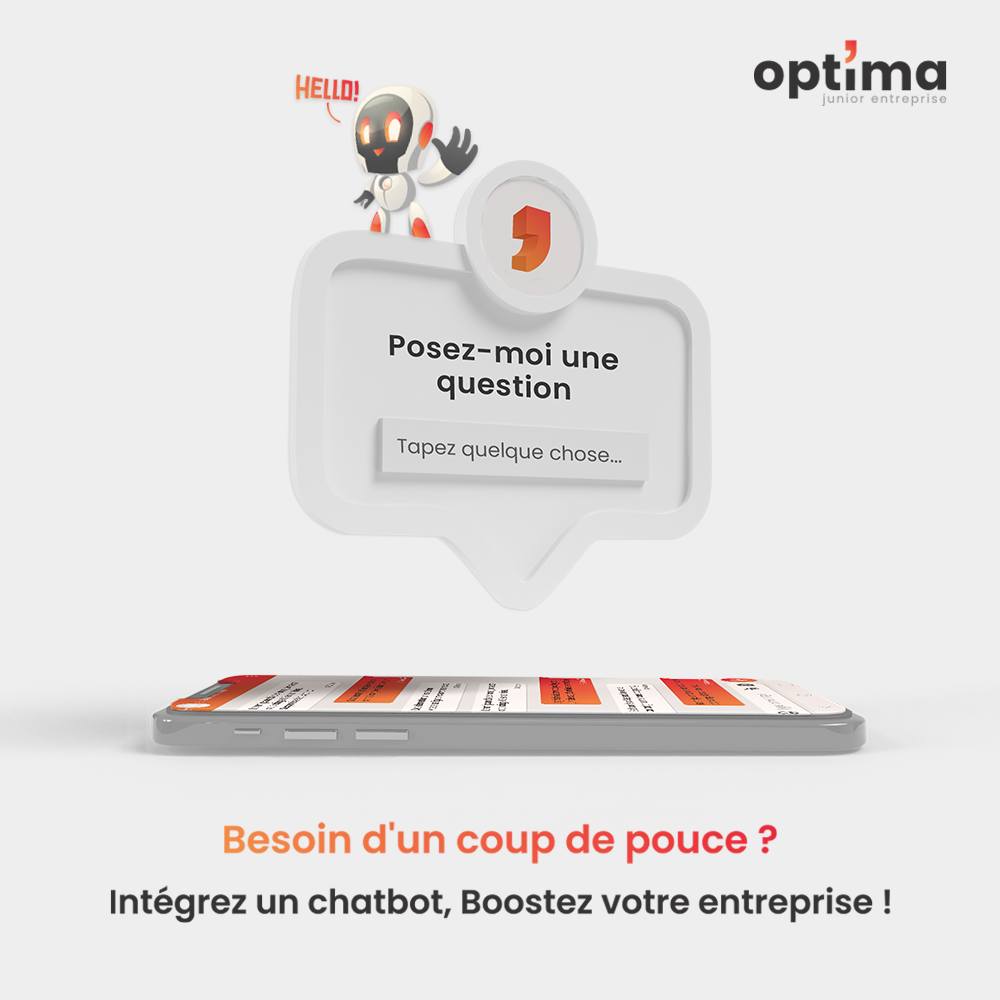 optima
junior entreprise
HELLO!
Posez-moi une
question
Tapez quelque chose...
Besoin d'un coup de pouce ?
Intégrez un chatbot, Boostez votre entreprise !